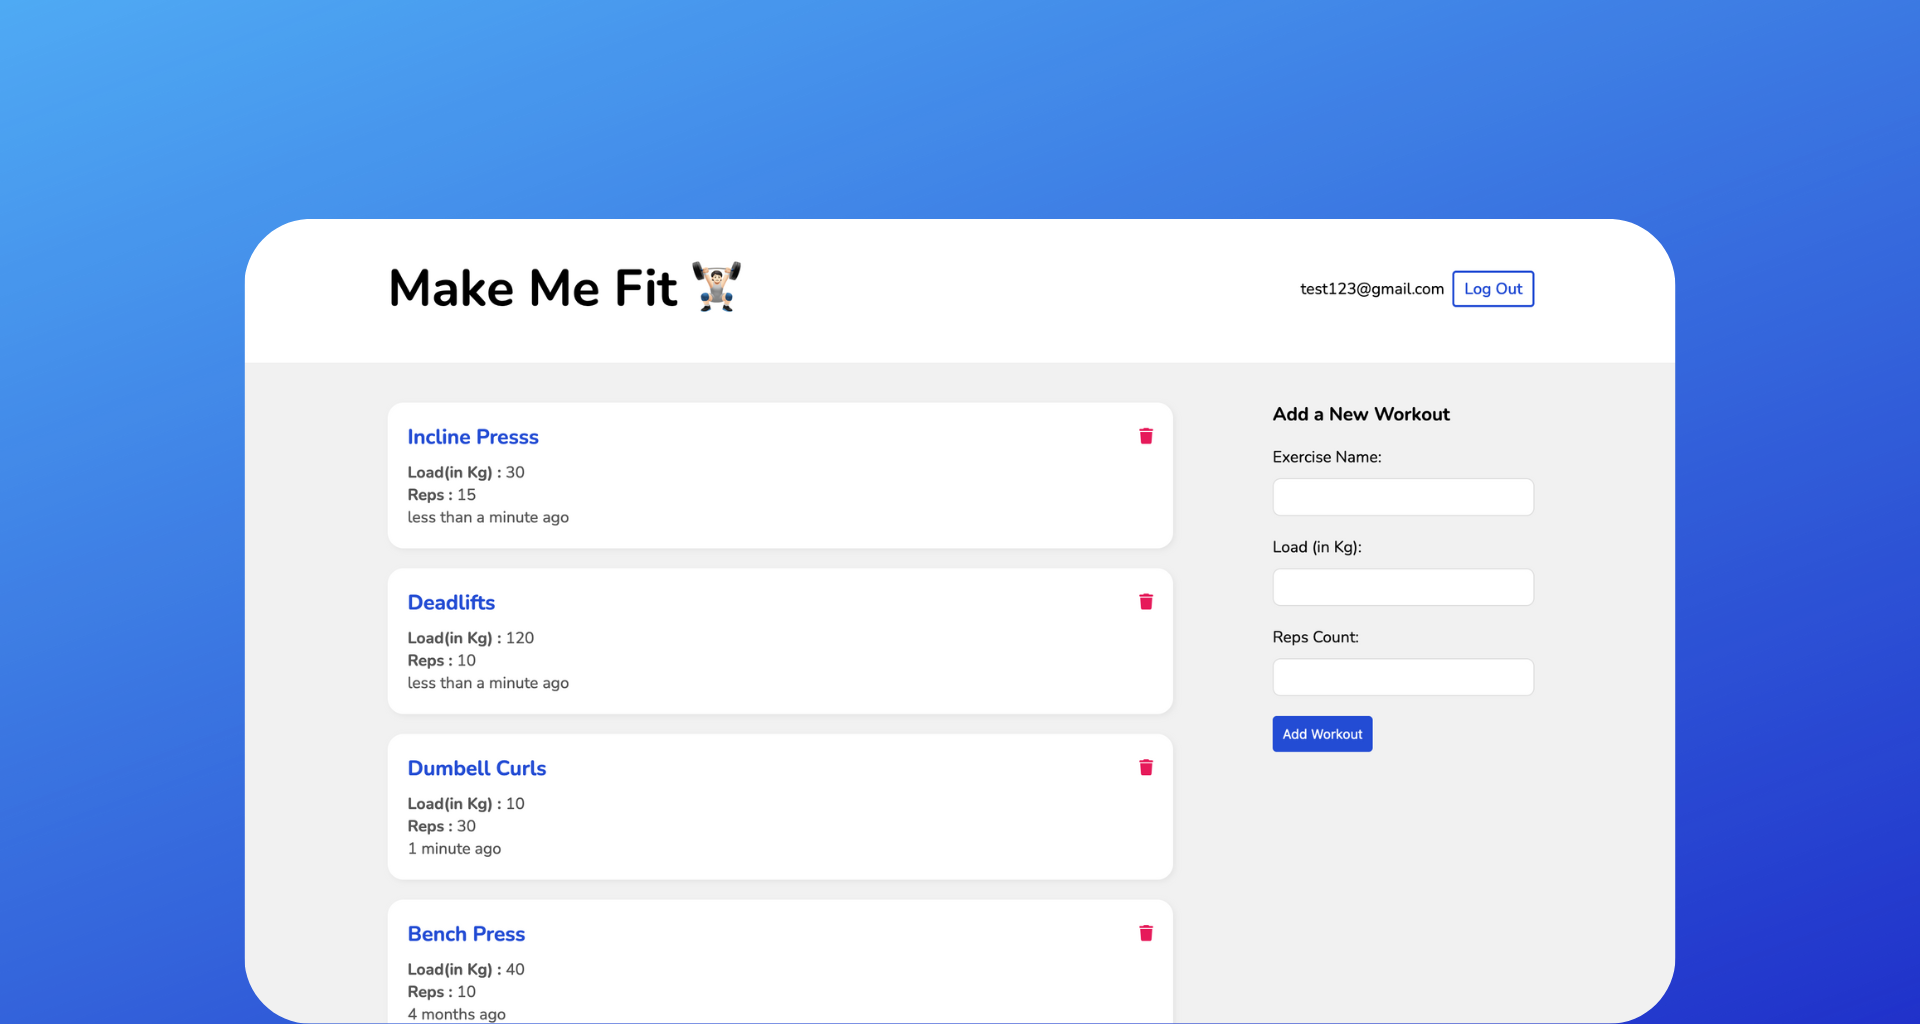 Make Me Fit
test123@gmail.com
Log Out
Incline Presss
Load(in Kg) : 30
Reps : 15
less than a minute ago
Deadlifts
Load(in Kg) : 120
Reps : 10
less than a minute ago
Dumbell Curls
Load(in Kg) : 10
Reps : 30
1 minute ago
Bench Press
Load(in Kg) : 40
Reps : 10
4 months ago
Add a New Workout
Exercise Name:
Load (in Kg):
Reps Count:
Add Workout